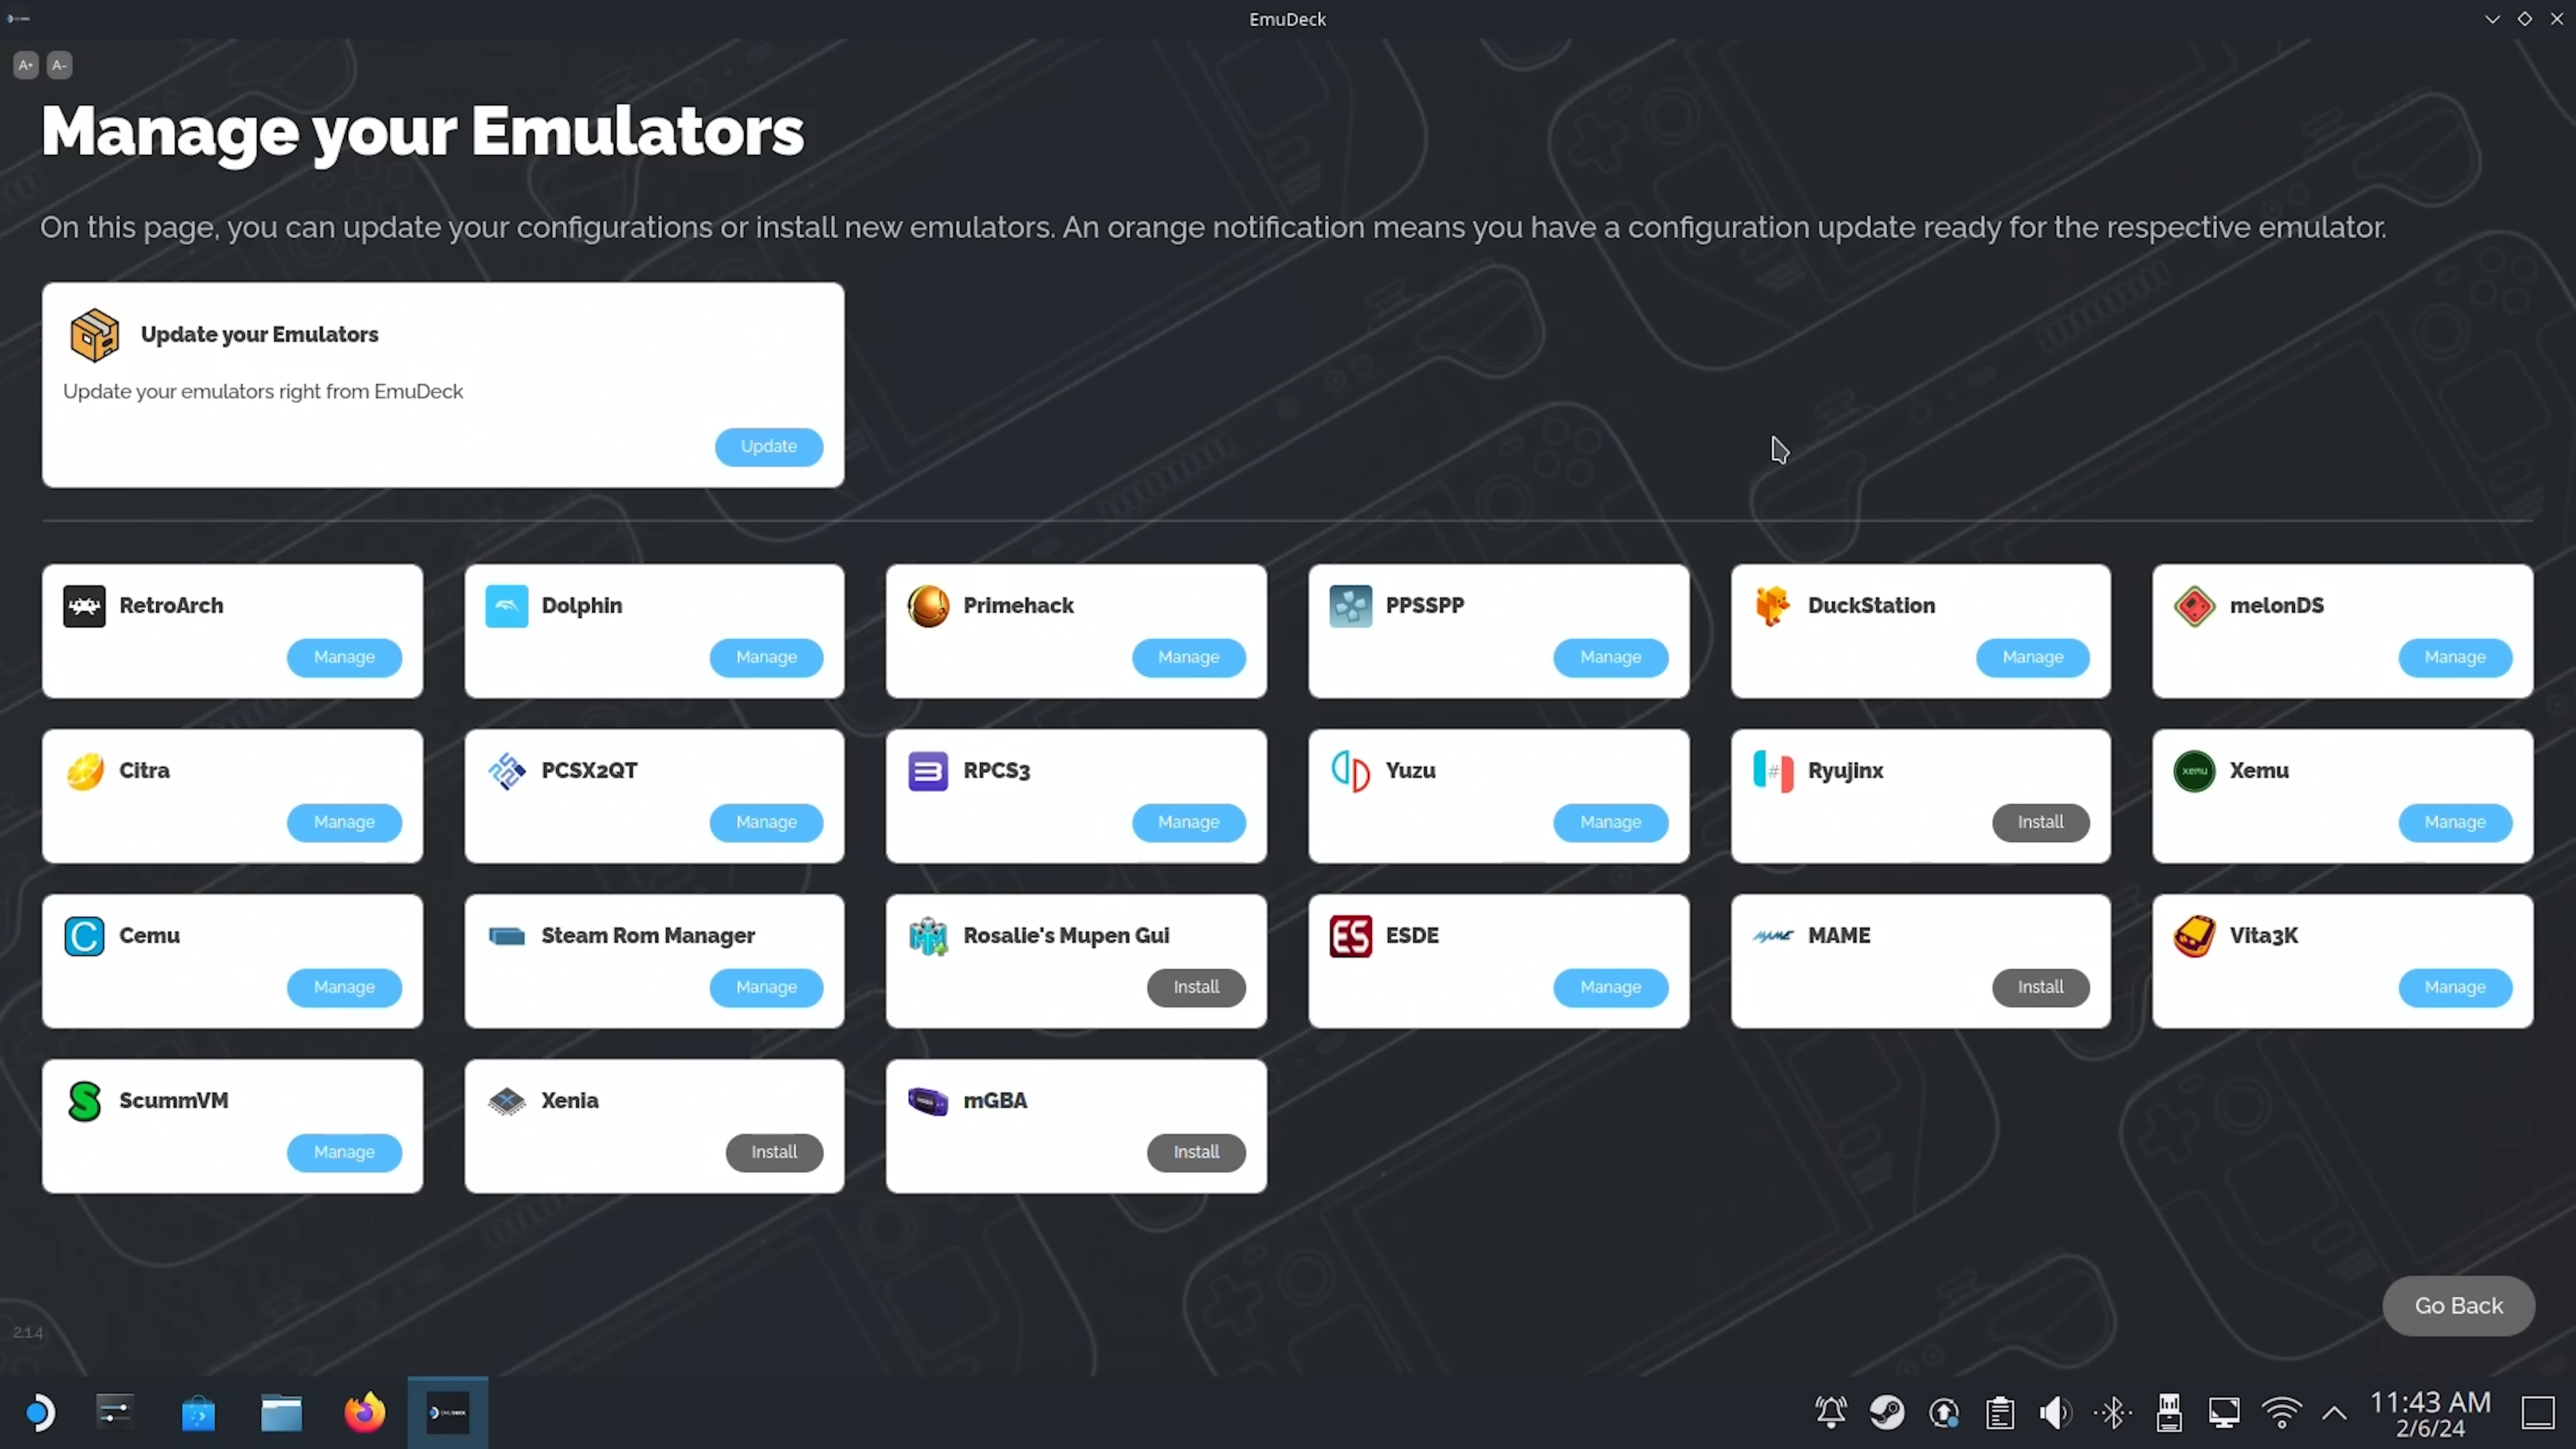 EmuDeck
A+ A-
Manage your Emulators
On this page, you can update your configurations or install new emulators. An orange notification means you have a configuration update ready for the respective emulator.
Update your Emulators
Update your emulators right from EmuDeck
Update
RetroArch
Manage
Dolphin
Manage
Primehack
Manage
PPSSPP
Manage
DuckStation
Manage
melonDS
Manage
Citra
Manage
PCSX2QT
Manage
RPCS3
Manage
Yuzu
Manage
Ryujinx
Install
xemu
Xemu
Manage
Cemu
Manage
Steam Rom Manager
Manage
Rosalie's Mupen Gui
Install
ES
ESDE
Manage
MAME
MAME
Install
Vita3K
Manage
ScummVM
Manage
Xenia
Install
mGBA
Install
Go Back
2.1.4
EMUDECK
11:43 AM
2/6/24